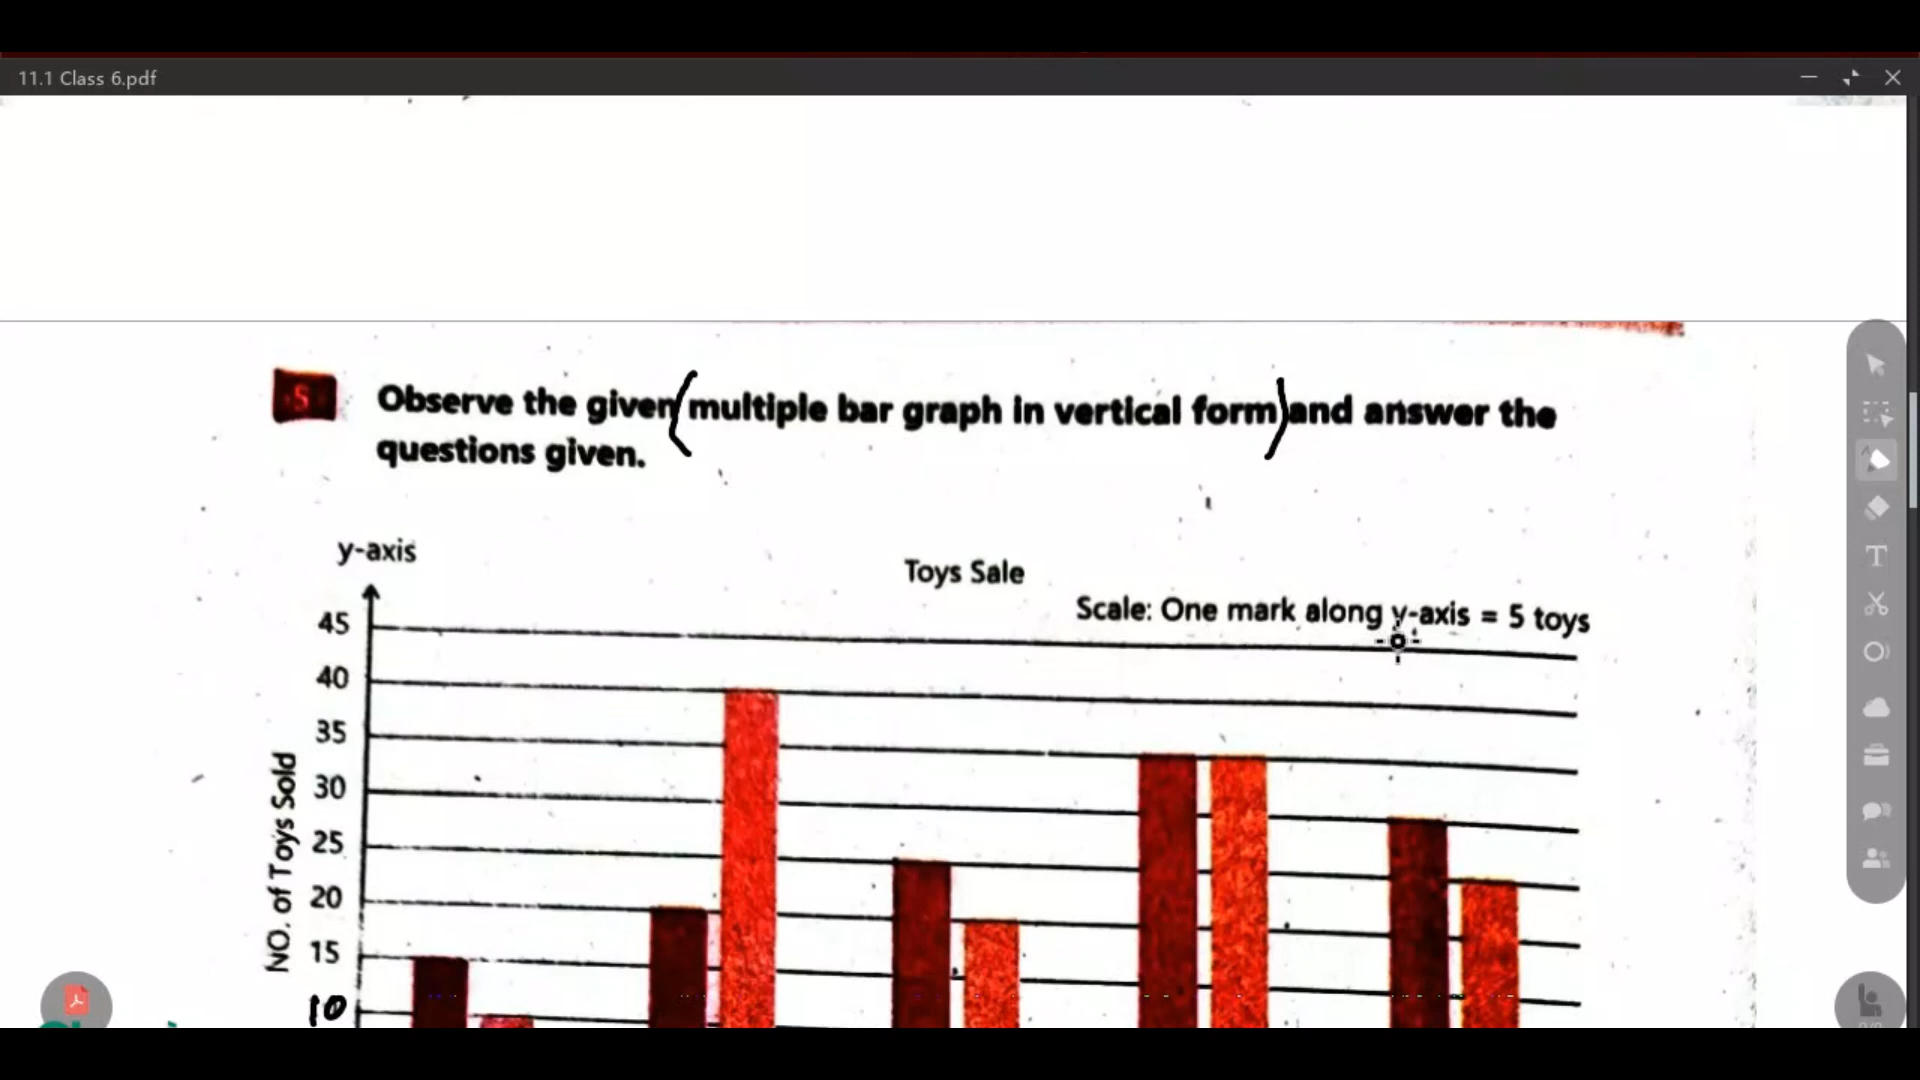 11.1 Class 6.pdf
5 Observe the given multiple bar graph in vertical form and answer the
questions given.
y-axis
Toys Sale
Scale: One mark along y-axis = 5 toys
45
40
35
30
25
20
15
10
NO. of Toys Sold
T